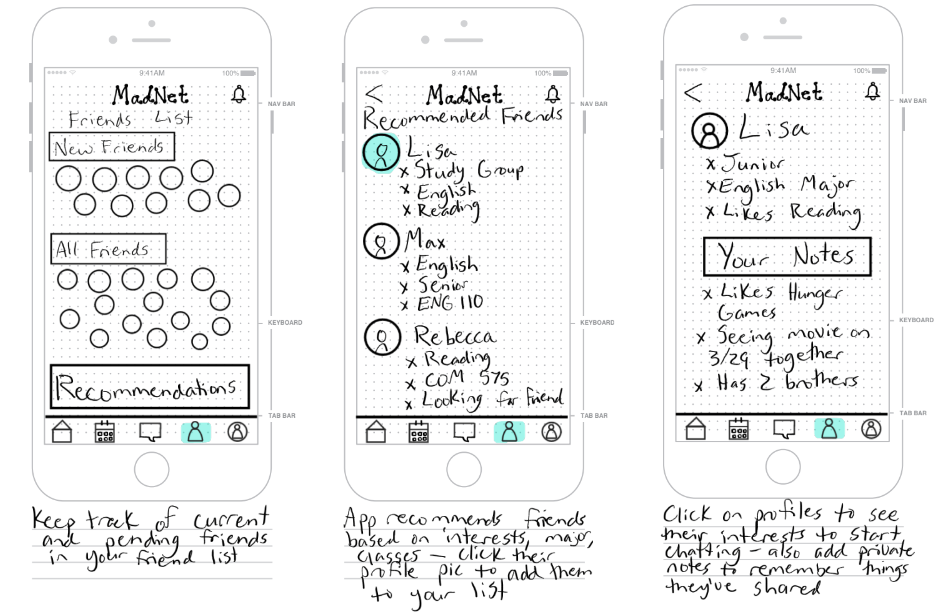 9:41AM
100%
MadNet
Friends List
New Friends
All Friends
Recommendations
NAV BAR
KEYBOARD
TAB BAR
Keep track of current
and pending friends
in your friend list
9:41AM
100%
MadNet
Recommended Friends
Lisa
x Study Group
x English
x Reading
Max
x English
x Senior
x ENG 110
Rebecca
x Reading
x COM 575
x Looking for Friend
NAV BAR
KEYBOARD
TAB BAR
App recommends friends
based on interests, major,
classes – click their
profile pic to add them
to your list
9:41AM
100%
MadNet
Lisa
x Junior
x English Major
x Likes Reading
Your Notes
x Likes Hunger
Games
x Seeing movie on
3/29 together
x Has 2 brothers
NAV BAR
KEYBOARD
TAB BAR
Click on profiles to see
their interests to start
chatting – also add private
notes to remember things
they've shared